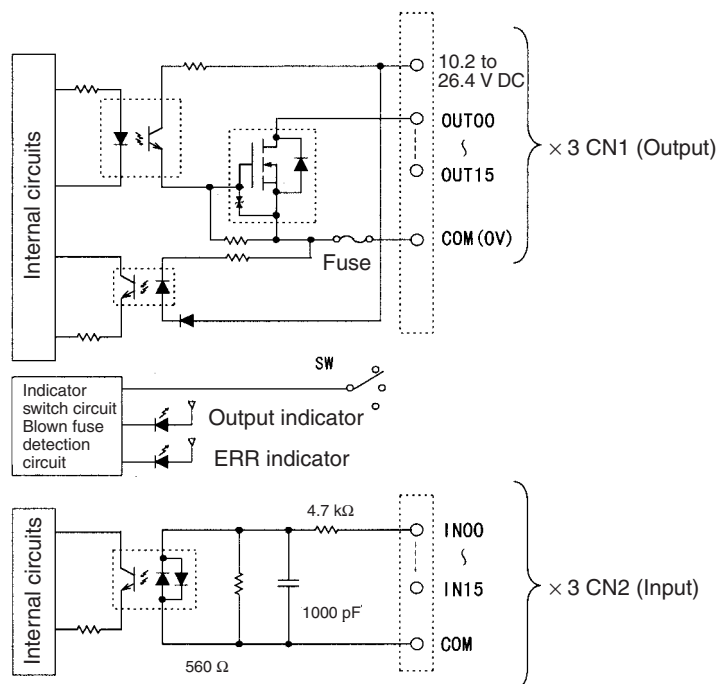 Internal circuits
10.2 to
26.4 V DC
OUT00
OUT15
COM (0V)
Fuse
× 3 CN1 (Output)
SW
Indicator
switch circuit
Blown fuse
detection
circuit
Output indicator
ERR indicator
Internal circuits
4.7 kΩ
1000 pF
560 Ω
IN00
IN15
COM
× 3 CN2 (Input)